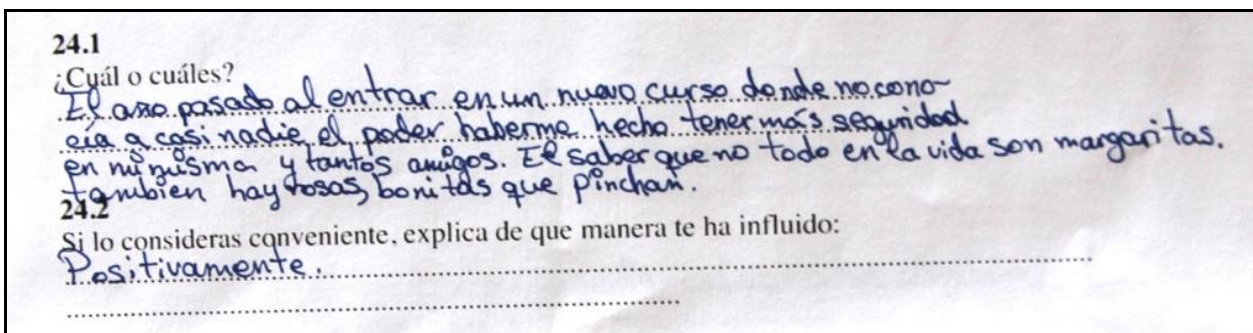 24.1
¿Cuál o cuáles?
El año pasado al entrar en un nuevo curso donde no cono-
cía a casi nadie el poder haberme hecho tener más seguridad
en mi misma y tantos amigos. El saber que no todo en la vida son margaritas.
tambien hay rosas bonitas que pinchan.
24.2
Si lo consideras conveniente, explica de que manera te ha influido:
Positivamente.